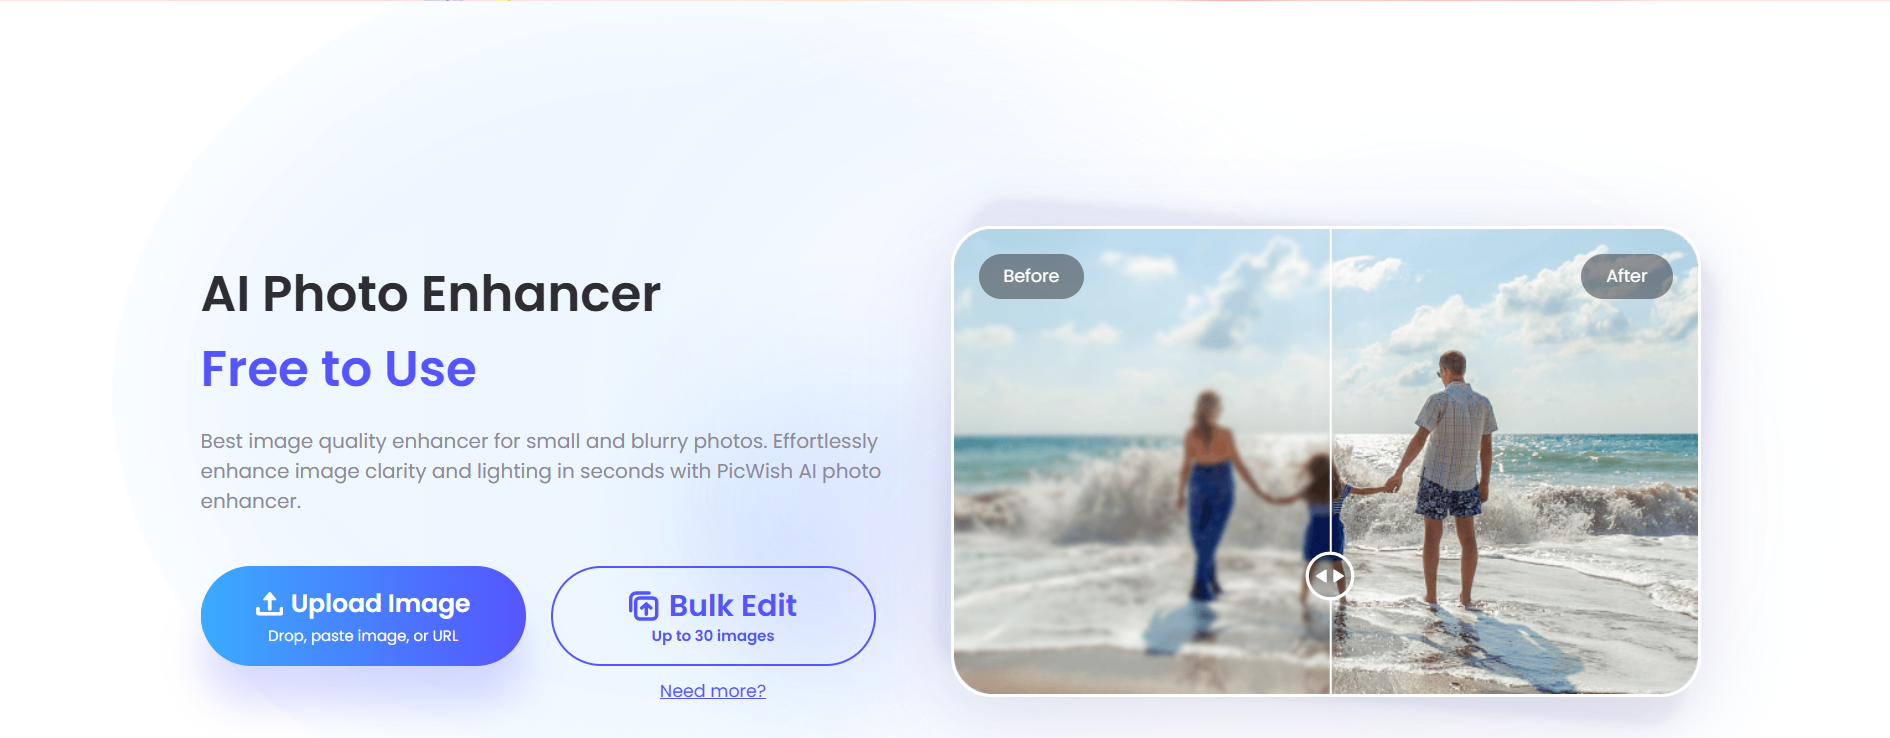 AI Photo Enhancer
Free to Use
Best image quality enhancer for small and blurry photos. Effortlessly
enhance image clarity and lighting in seconds with PicWish AI photo
enhancer.
Upload Image
Drop, paste image, or URL
Bulk Edit
Up to 30 images
Need more?
Before
After